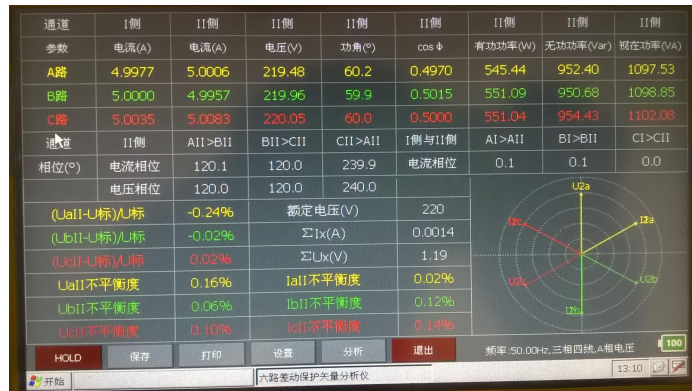 通道 I侧 II侧 II侧 II侧 II侧 II侧 II侧 II侧
参数 电流(A) 电流(A) 电压(V) 功角(°) cos Φ 有功功率(W) 无功功率(Var) 视在功率(VA)
A路 4.9977 5.0006 219.48 60.2 0.4970 545.44 952.40 1097.53
B路 5.0000 4.9957 219.96 59.9 0.5015 551.09 950.68 1098.85
C路 5.0035 5.0083 220.05 60.0 0.5000 551.04 954.43 1102.08
通道 II侧 AII>BII BII>CII CII>AII I侧与II侧 AI>AII BI>BII CI>CII
相位(°) 电流相位 120.1 120.0 239.9 电流相位 0.1 0.1 0.0
电压相位 120.0 120.0 240.0
(UaII-U标)/U标 -0.24% 额定电压(V) 220
(UbII-U标)/U标 -0.02% ΣIx(A) 0.0014
(UcII-U标)/U标 0.02% ΣUx(V) 1.19
UaII不平衡度 0.16% IaII不平衡度 0.02%
UbII不平衡度 0.06% IbII不平衡度 0.12%
UcII不平衡度 0.10% IcII不平衡度 0.14%
U2a
I2a
I2c
U2c
U2b
I2b
HOLD 保存 打印 设置 分析 退出 频率:50.00Hz,三相四线,A相电压 100
开始 六路差动保护矢量分析仪 13:10